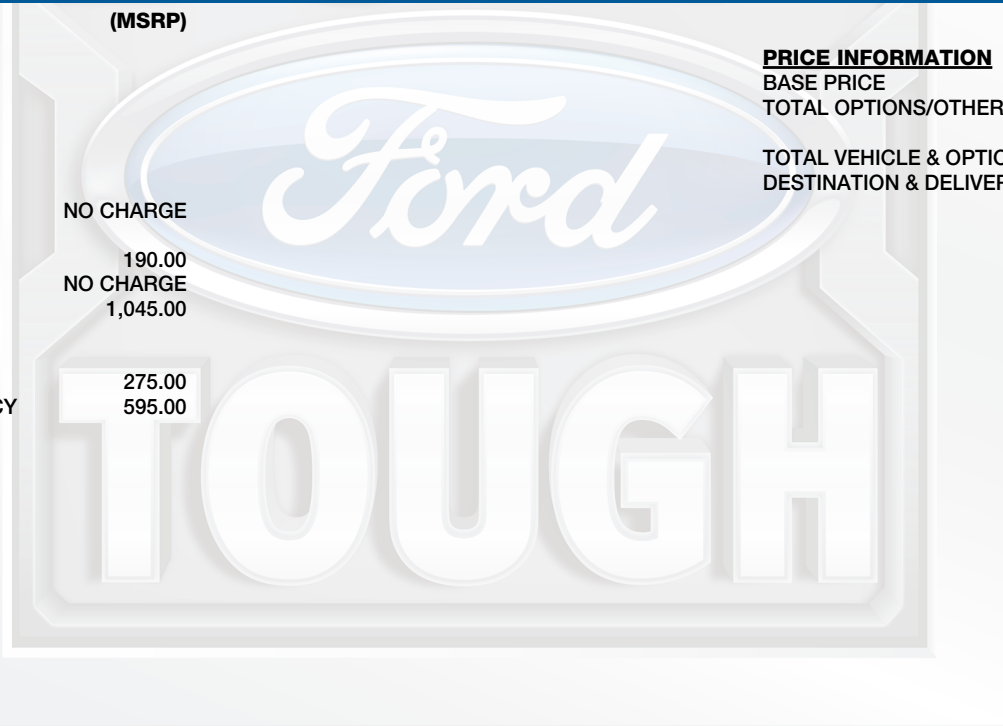 (MSRP)
NO CHARGE
190.00
NO CHARGE
1,045.00
275.00
CY 595.00
PRICE INFORMATION
BASE PRICE
TOTAL OPTIONS/OTHER
TOTAL VEHICLE & OPTIO
DESTINATION & DELIVER
Ford
TOUGH